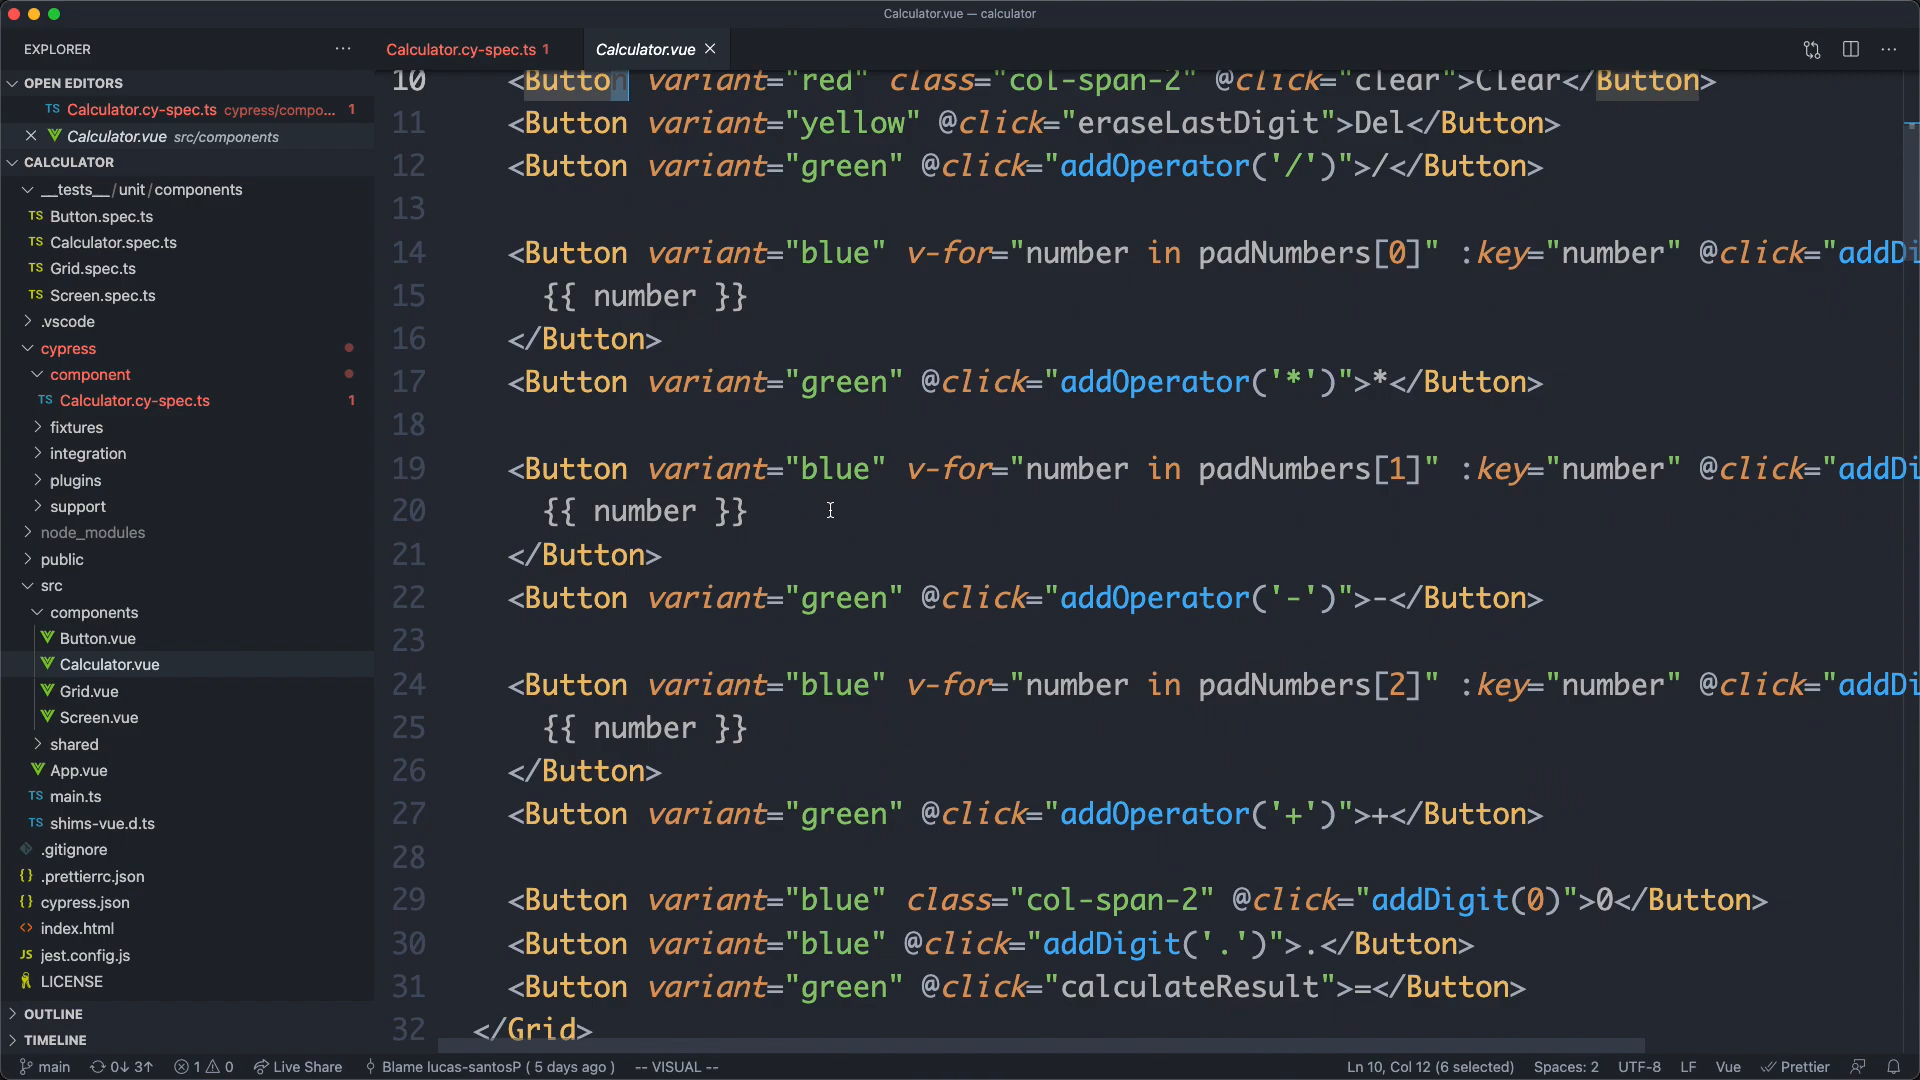 Calculator.vue — calculator
EXPLORER
Calculator.cy-spec.ts 1
Calculator.vue
OPEN EDITORS
TS Calculator.cy-spec.ts cypress/compo... 1
Calculator.vue src/components
CALCULATOR
__tests__ / unit / components
TS Button.spec.ts
TS Calculator.spec.ts
TS Grid.spec.ts
TS Screen.spec.ts
.vscode
cypress
component
TS Calculator.cy-spec.ts 1
fixtures
integration
plugins
support
node_modules
public
src
components
Button.vue
Calculator.vue
Grid.vue
Screen.vue
shared
App.vue
TS main.ts
TS shims-vue.d.ts
.gitignore
{} .prettierrc.json
{} cypress.json
<> index.html
JS jest.config.js
LICENSE
OUTLINE
TIMELINE
10 <Button variant="red" class="col-span-2" @click="clear">Clear</Button>
11 <Button variant="yellow" @click="eraseLastDigit">Del</Button>
12 <Button variant="green" @click="addOperator('/')">/</Button>
13
14 <Button variant="blue" v-for="number in padNumbers[0]" :key="number" @click="addDi
15 {{ number }}
16 </Button>
17 <Button variant="green" @click="addOperator('*')">*</Button>
18
19 <Button variant="blue" v-for="number in padNumbers[1]" :key="number" @click="addDi
20 {{ number }}
21 </Button>
22 <Button variant="green" @click="addOperator('-')">-</Button>
23
24 <Button variant="blue" v-for="number in padNumbers[2]" :key="number" @click="addDi
25 {{ number }}
26 </Button>
27 <Button variant="green" @click="addOperator('+')">+</Button>
28
29 <Button variant="blue" class="col-span-2" @click="addDigit(0)">0</Button>
30 <Button variant="blue" @click="addDigit('.')">.</Button>
31 <Button variant="green" @click="calculateResult">=</Button>
32 </Grid>
main 0↓ 3↑ 1 0 Live Share Blame lucas-santosP ( 5 days ago ) -- VISUAL -- Ln 10, Col 12 (6 selected) Spaces: 2 UTF-8 LF Vue Prettier